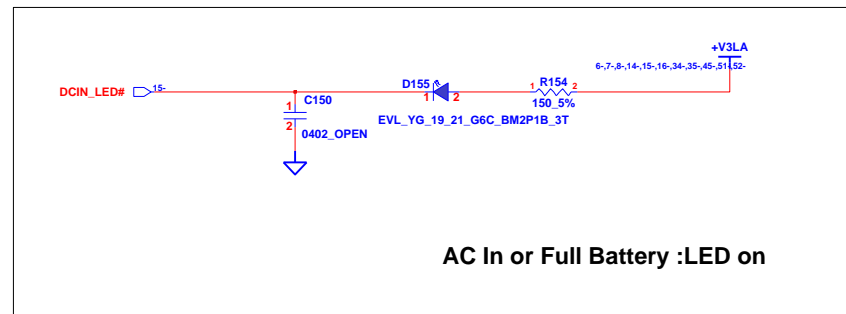 +V3LA
6-,7-,8-,14-,15-,16-,34-,35-,45-,51-,52-
DCIN_LED#
15-
D155
1
2
R154
1
2
150_5%
C150
1
2
0402_OPEN
EVL_YG_19_21_G6C_BM2P1B_3T
AC In or Full Battery :LED on